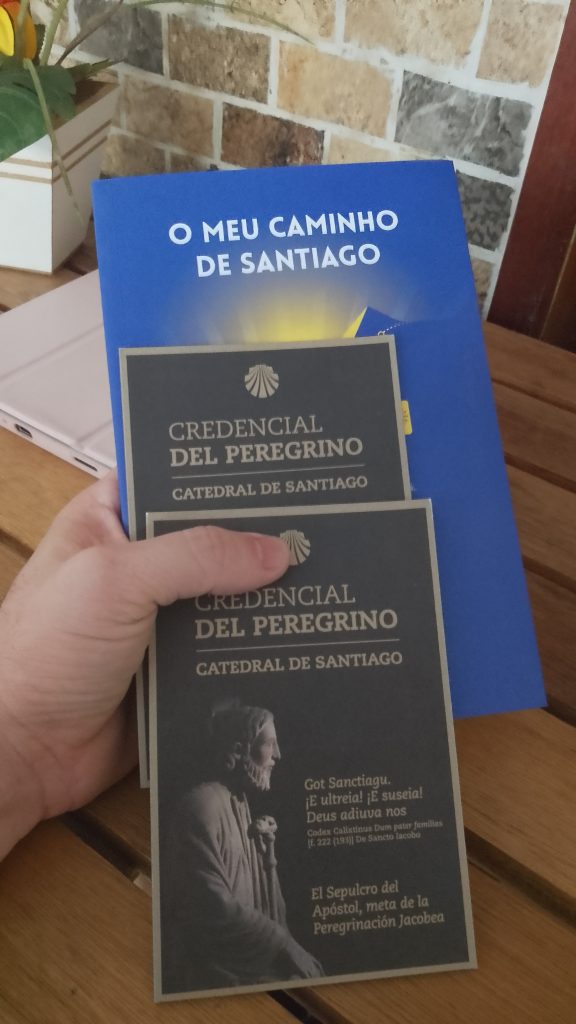 O MEU CAMINHO
DE SANTIAGO
CREDENCIAL
DEL PEREGRINO
CATEDRAL DE SANTIAGO
CREDENCIAL
DEL PEREGRINO
CATEDRAL DE SANTIAGO
Got Sanctiagu.
¡E ultreia! ¡E suseia!
Deus adiuva nos
Codex Calixtinus Dum pater familias
[f. 222 (193)] De Sancto Iacobo
El Sepulcro del
Apóstol, meta de la
Peregrinación Jacobea